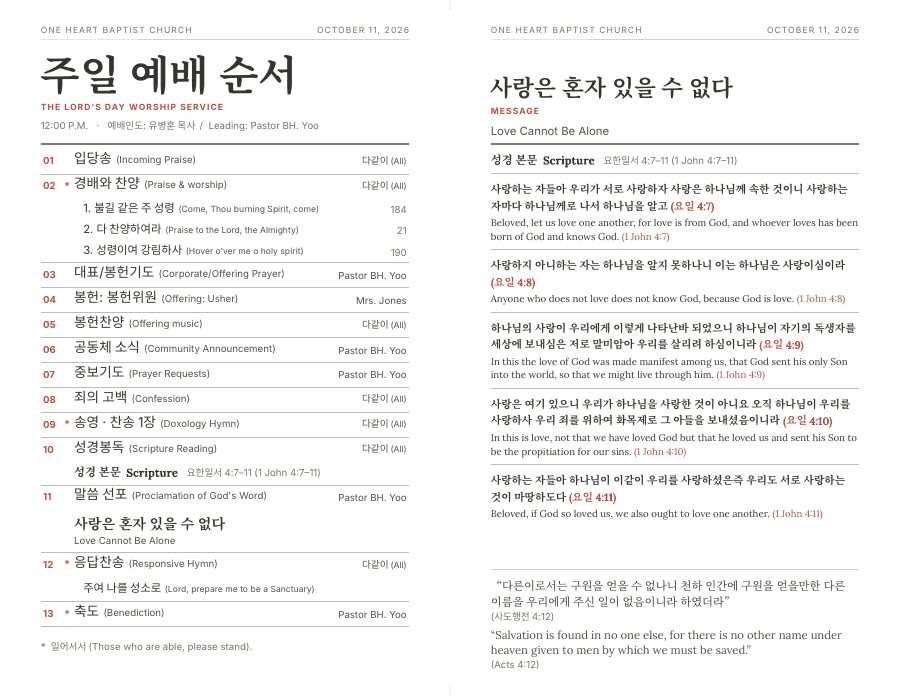 ONE HEART BAPTIST CHURCH OCTOBER 11, 2026
주일 예배 순서
THE LORD'S DAY WORSHIP SERVICE
12:00 P.M. · 예배인도: 유병훈 목사 / Leading: Pastor BH. Yoo
01 입당송 (Incoming Praise) 다같이 (All)
02 * 경배와 찬양 (Praise & worship) 다같이 (All)
1. 불길 같은 주 성령 (Come, Thou burning Spirit, come) 184
2. 다 찬양하여라 (Praise to the Lord, the Almighty) 21
3. 성령이여 강림하사 (Hover o'ver me o holy spirit) 190
03 대표/봉헌기도 (Corporate/Offering Prayer) Pastor BH. Yoo
04 봉헌: 봉헌위원 (Offering: Usher) Mrs. Jones
05 봉헌찬양 (Offering music) 다같이 (All)
06 공동체 소식 (Community Announcement) Pastor BH. Yoo
07 중보기도 (Prayer Requests) Pastor BH. Yoo
08 죄의 고백 (Confession) 다같이 (All)
09 * 송영 · 찬송 1장 (Doxology Hymn) 다같이 (All)
10 성경봉독 (Scripture Reading) 다같이 (All)
성경 본문 Scripture 요한일서 4:7–11 (1 John 4:7–11)
11 말씀 선포 (Proclamation of God's Word) Pastor BH. Yoo
사랑은 혼자 있을 수 없다
Love Cannot Be Alone
12 * 응답찬송 (Responsive Hymn) 다같이 (All)
주여 나를 성소로 (Lord, prepare me to be a Sanctuary)
13 * 축도 (Benediction) Pastor BH. Yoo
* 일어서서 (Those who are able, please stand).
ONE HEART BAPTIST CHURCH OCTOBER 11, 2026
사랑은 혼자 있을 수 없다
MESSAGE
Love Cannot Be Alone
성경 본문 Scripture 요한일서 4:7–11 (1 John 4:7–11)
사랑하는 자들아 우리가 서로 사랑하자 사랑은 하나님께 속한 것이니 사랑하는
자마다 하나님께로 나서 하나님을 알고 (요일 4:7)
Beloved, let us love one another, for love is from God, and whoever loves has been
born of God and knows God. (1 John 4:7)
사랑하지 아니하는 자는 하나님을 알지 못하나니 이는 하나님은 사랑이심이라
(요일 4:8)
Anyone who does not love does not know God, because God is love. (1 John 4:8)
하나님의 사랑이 우리에게 이렇게 나타난바 되었으니 하나님이 자기의 독생자를
세상에 보내심은 저로 말미암아 우리를 살리려 하심이니라 (요일 4:9)
In this the love of God was made manifest among us, that God sent his only Son
into the world, so that we might live through him. (1 John 4:9)
사랑은 여기 있으니 우리가 하나님을 사랑한 것이 아니요 오직 하나님이 우리를
사랑하사 우리 죄를 위하여 화목제로 그 아들을 보내셨음이니라 (요일 4:10)
In this is love, not that we have loved God but that he loved us and sent his Son to
be the propitiation for our sins. (1 John 4:10)
사랑하는 자들아 하나님이 이같이 우리를 사랑하셨은즉 우리도 서로 사랑하는
것이 마땅하도다 (요일 4:11)
Beloved, if God so loved us, we also ought to love one another. (1 John 4:11)
“다른이로서는 구원을 얻을 수 없나니 천하 인간에 구원을 얻을만한 다른
이름을 우리에게 주신 일이 없음이니라 하였더라”
(사도행전 4:12)
“Salvation is found in no one else, for there is no other name under
heaven given to men by which we must be saved.”
(Acts 4:12)